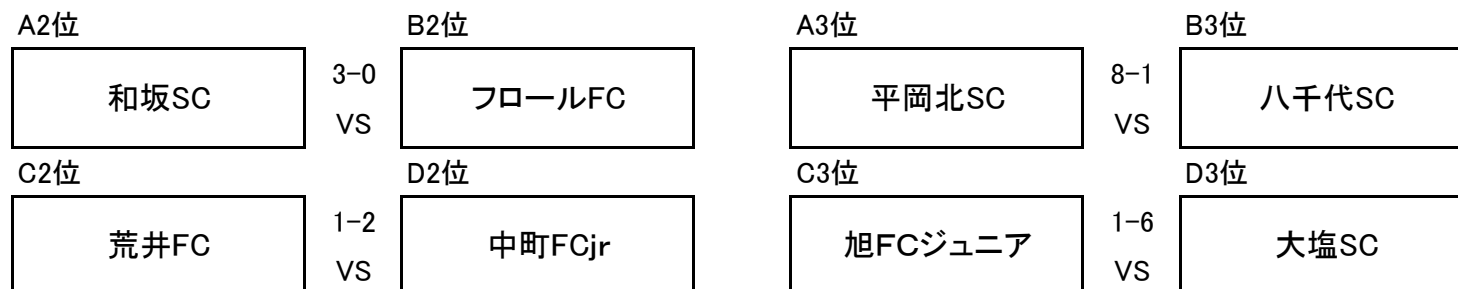 A2位 B2位 A3位 B3位
和坂SC 3-0 VS フロールFC 平岡北SC 8-1 VS 八千代SC
C2位 D2位 C3位 D3位
荒井FC 1-2 VS 中町FCjr 旭FCジュニア 1-6 VS 大塩SC